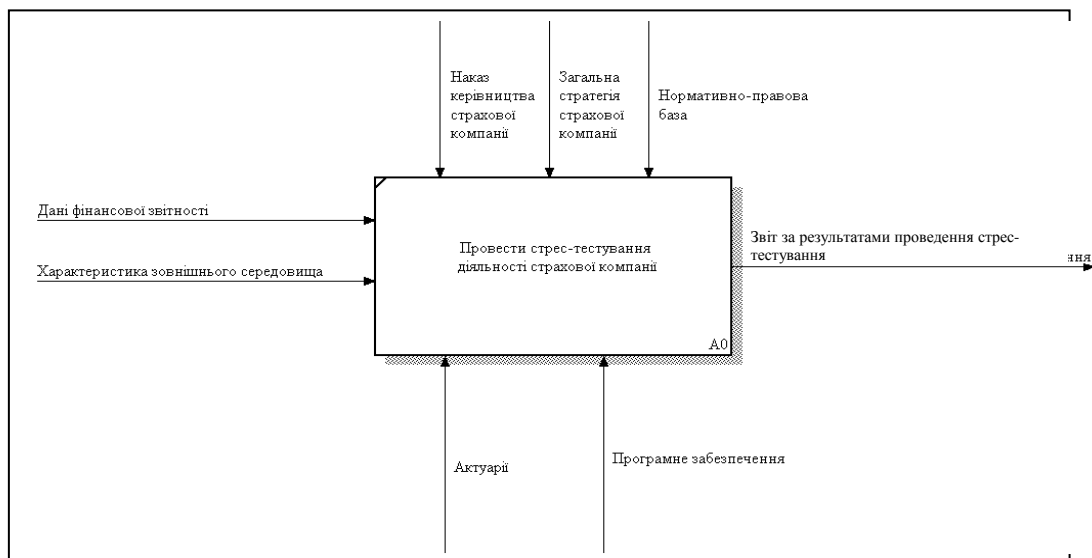 Наказ
керівництва
страхової
компанії
Загальна
стратегія
страхової
компанії
Нормативно-правова
база
Дані фінансової звітності
Характеристика зовнішнього середовища
Провести стрес-тестування
діяльності страхової компанії
A0
Звіт за результатами проведення стрес-
тестування
ння
Актуарії
Програмне забезпечення